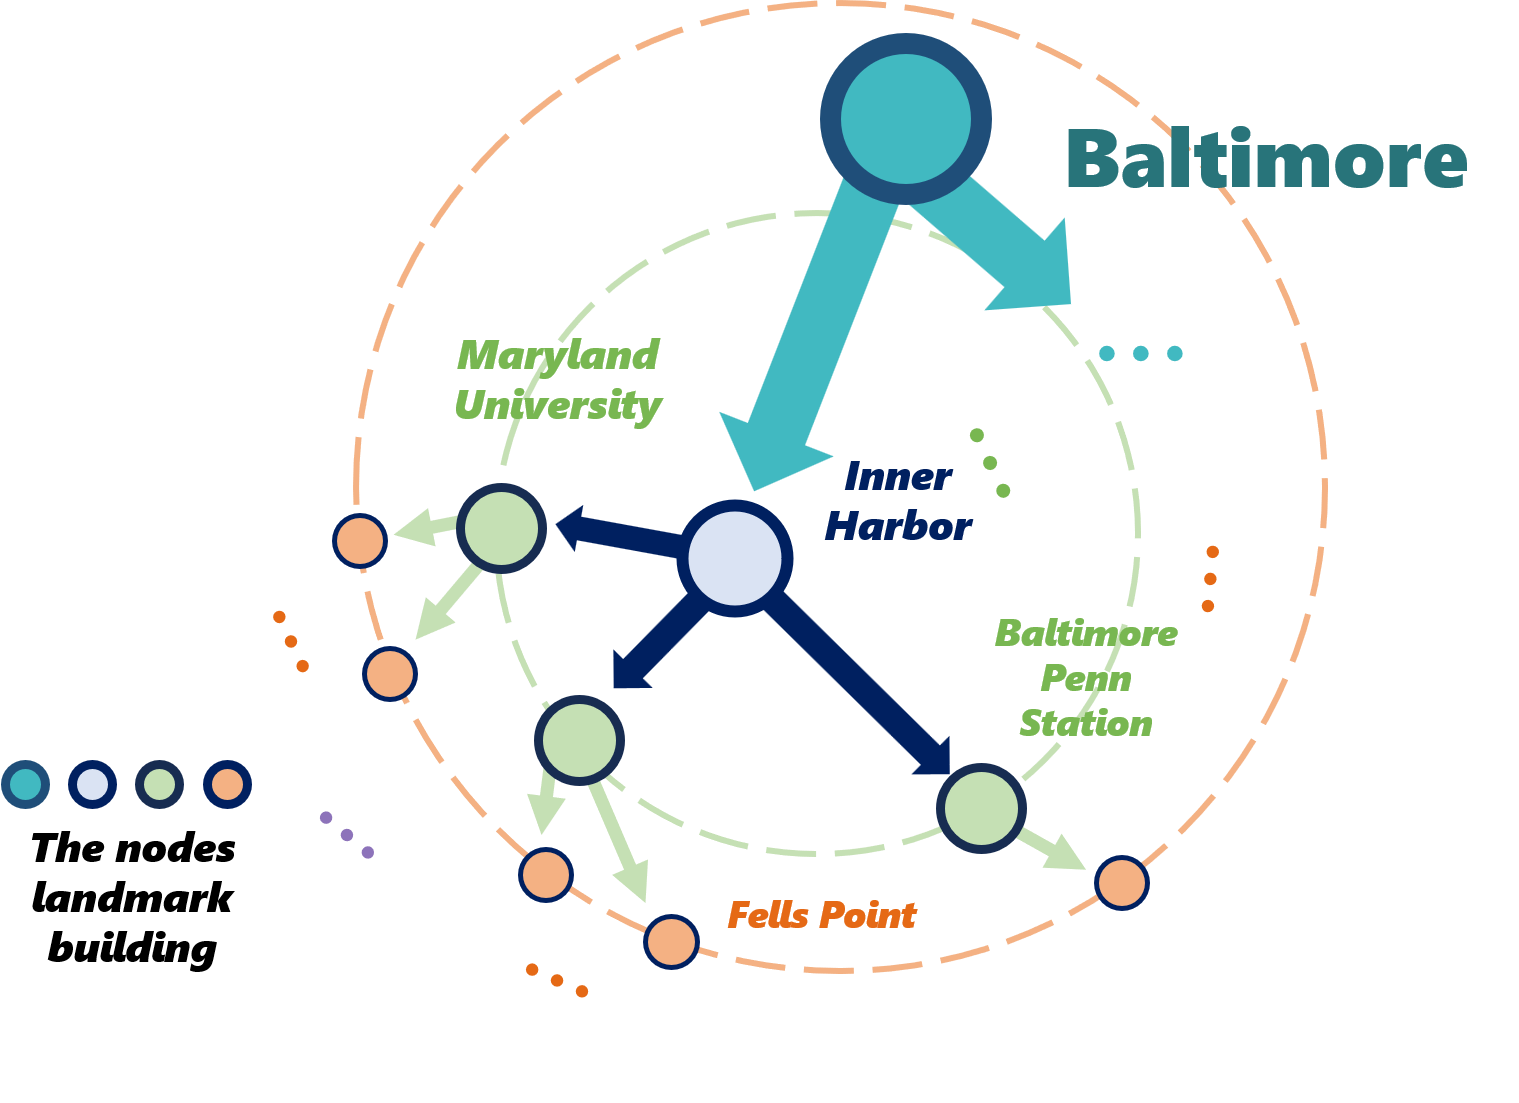 Baltimore
Maryland
University
Inner
Harbor
Baltimore
Penn
Station
The nodes
landmark
building
Fells Point